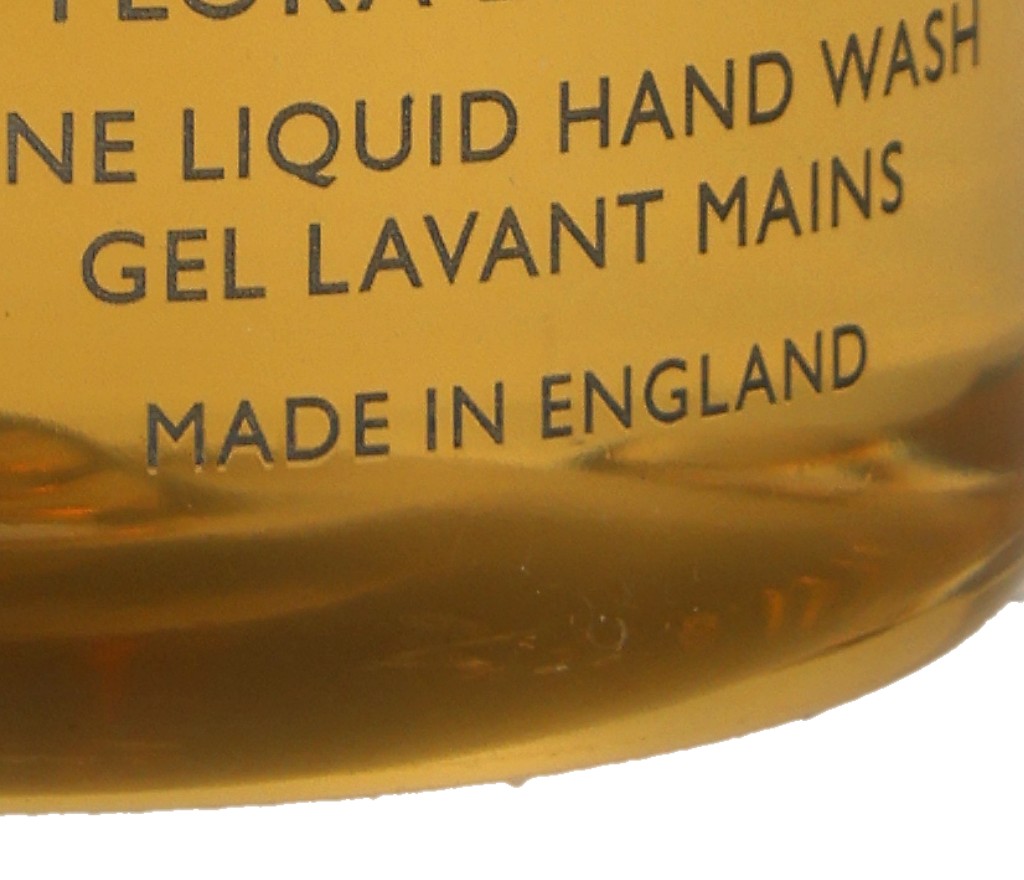 NE LIQUID HAND WASH
GEL LAVANT MAINS
MADE IN ENGLAND